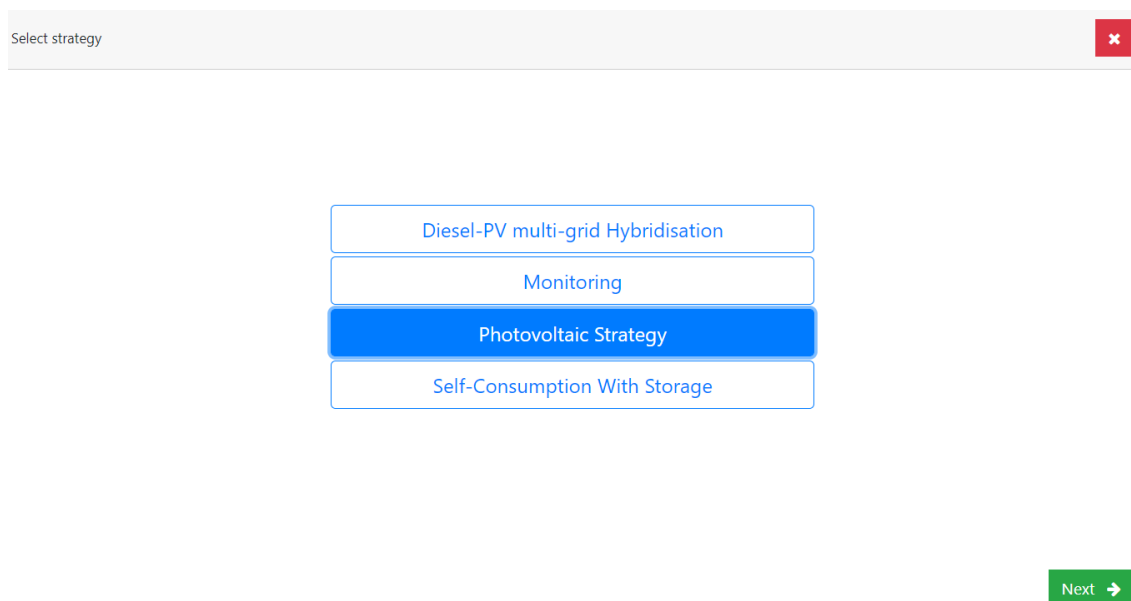 Select strategy
Diesel-PV multi-grid Hybridisation
Monitoring
Photovoltaic Strategy
Self-Consumption With Storage
Next